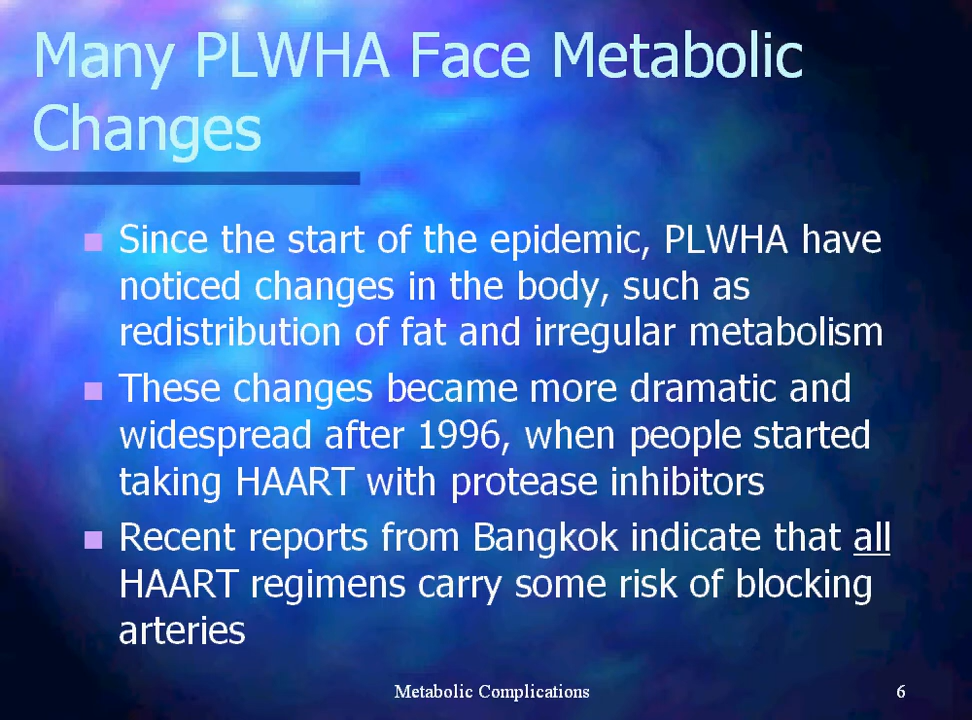 Many PLWHA Face Metabolic
Changes
Since the start of the epidemic, PLWHA have
noticed changes in the body, such as
redistribution of fat and irregular metabolism
These changes became more dramatic and
widespread after 1996, when people started
taking HAART with protease inhibitors
Recent reports from Bangkok indicate that all
HAART regimens carry some risk of blocking
arteries
Metabolic Complications
6